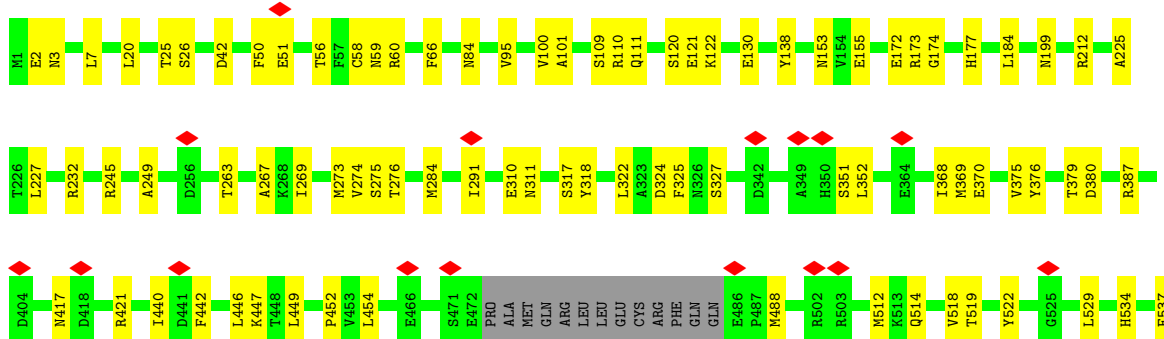 M1 E2 N3 L7 L20 T25 S26 D42 F50 E51 T56 F57 C58 N59 R60 F66 N84 V95 V100 A101 S109 R110 Q111 S120 E121 K122 E130 Y138 N153 V154 E155 E172 R173 G174 H177 L184 N199 R212 A225
T226 L227 R232 R245 A249 D256 T263 A267 K268 I269 M273 V274 S275 T276 M284 I291 E310 N311 S317 Y318 L322 A323 D324 F325 N326 S327 D342 A349 H350 S351 L352 E364 I368 M369 E370 V375 Y376 T379 D380 R387
D404 N417 D418 R421 I440 D441 F442 L446 K447 T448 L449 P452 V453 L454 E466 S471 E472 PRO ALA MET GLN ARG LEU LEU GLU CYS ARG PHE GLN GLN E486 P487 M488 R502 R503 M512 K513 Q514 V518 T519 Y522 G525 L529 H534